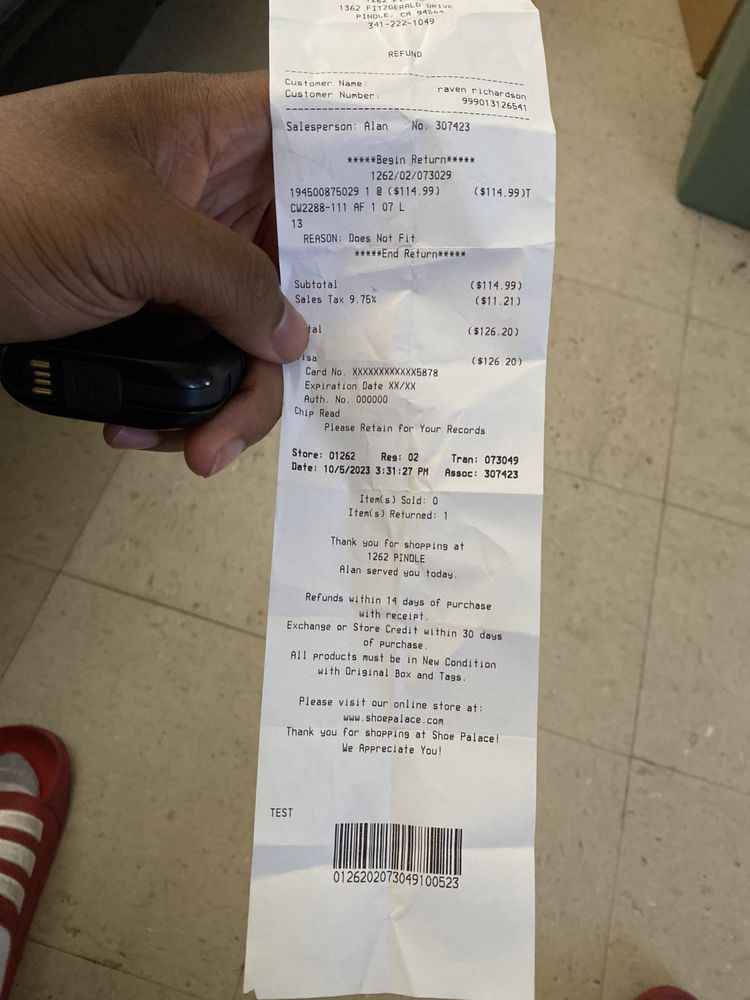 1362 FITZGERALD DRIVE
PINOLE, CA
341-222-1049
REFUND
Customer Name: raven richardson
Customer Number: 999013126541
Salesperson: Alan No. 307423
*****Begin Return*****
1262/02/073029
194500875029 1 @ ($114.99) ($114.99)T
CW2288-111 AF 1 07 L
13
REASON: Does Not Fit
*****End Return*****
Subtotal ($114.99)
Sales Tax 9.75% ($11.21)
tal ($126.20)
isa ($126.20)
Card No. XXXXXXXXXXXX5878
Expiration Date XX/XX
Auth. No. 000000
Chip Read
Please Retain for Your Records
Store: 01262 Reg: 02 Tran: 073049
Date: 10/5/2023 3:31:27 PM Assoc: 307423
Item(s) Sold: 0
Item(s) Returned: 1
Thank you for shopping at
1262 PINOLE
Alan served you today.
Refunds within 14 days of purchase
with receipt.
Exchange or Store Credit within 30 days
of purchase.
All products must be in New Condition
with Original Box and Tags.
Please visit our online store at:
www.shoepalace.com
Thank you for shopping at Shoe Palace!
We Appreciate You!
TEST
0126202073049100523